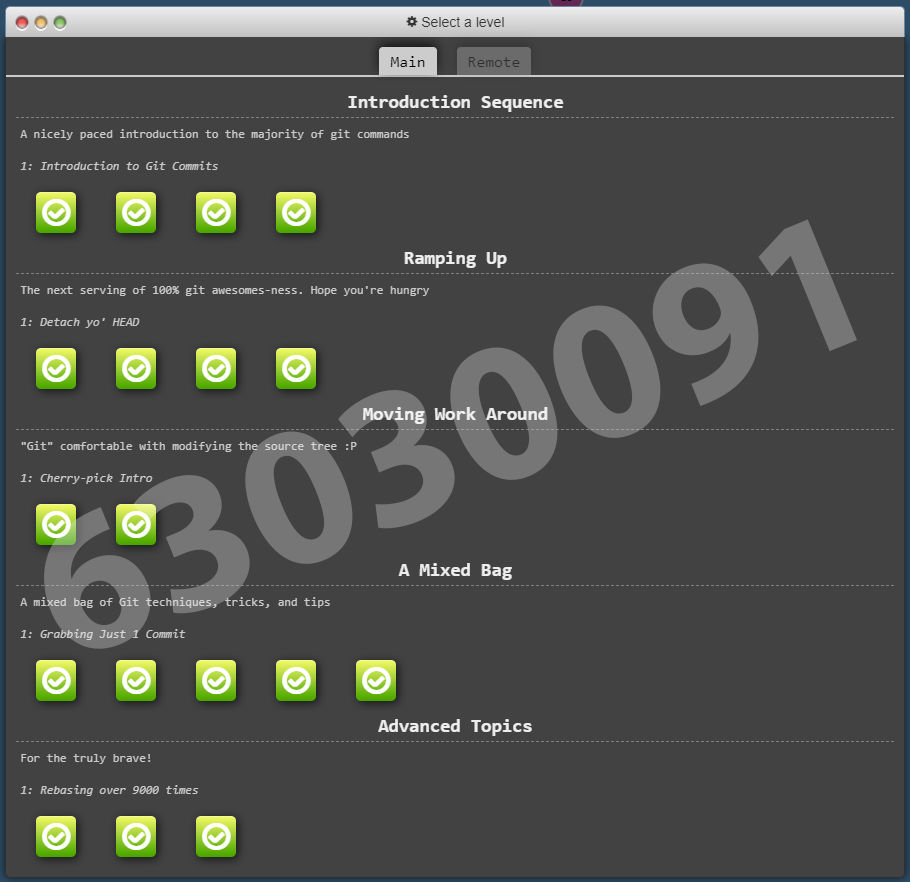 Select a level
Main
Remote
Introduction Sequence
A nicely paced introduction to the majority of git commands
1: Introduction to Git Commits
Ramping Up
The next serving of 100% git awesomes-ness. Hope you're hungry
1: Detach yo' HEAD
Moving Work Around
"Git" comfortable with modifying the source tree :P
1: Cherry-pick Intro
63030091
A Mixed Bag
A mixed bag of Git techniques, tricks, and tips
1: Grabbing Just 1 Commit
Advanced Topics
For the truly brave!
1: Rebasing over 9000 times